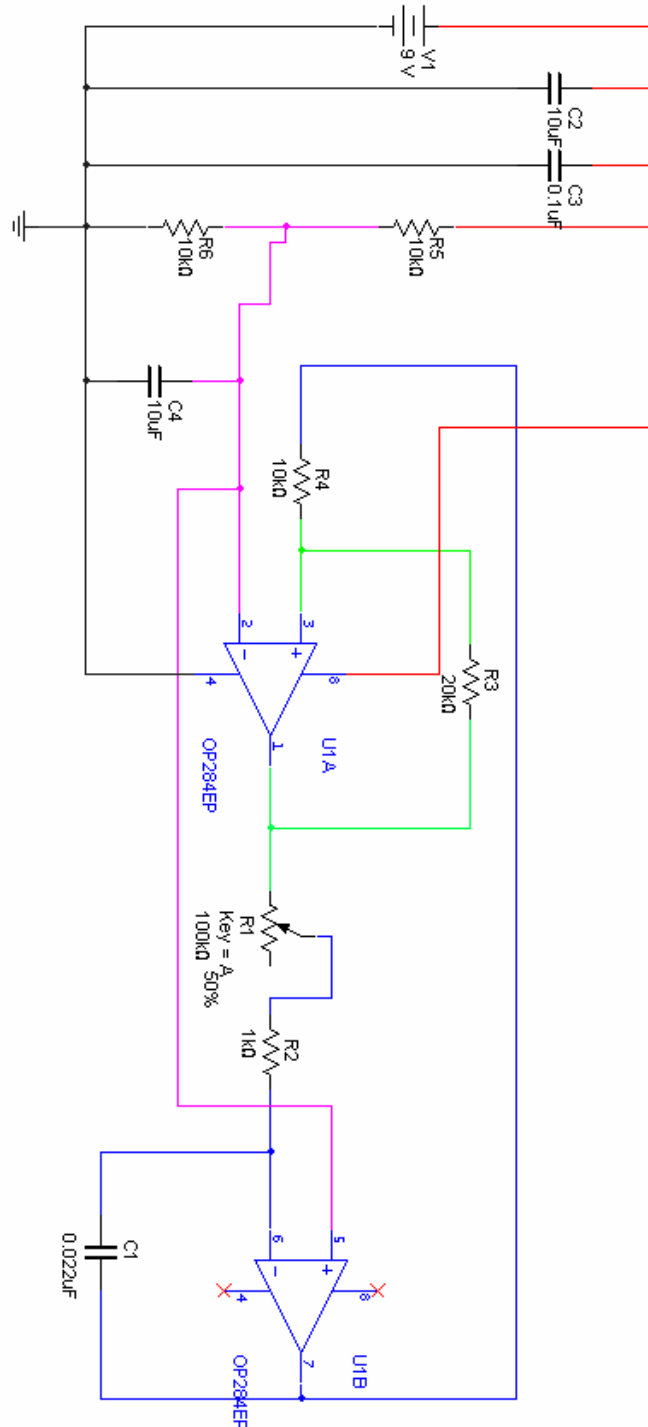 V1
9 V
C2
10uF
C3
0.1uF
R6
10kΩ
R5
10kΩ
C4
10uF
R4
10kΩ
R3
20kΩ
2
3
−
+
4
8
1
U1A
OP284EP
R1
100kΩ
Key = A
50%
R2
1kΩ
C1
0.022uF
6
5
−
+
4
8
7
U1B
OP284EP